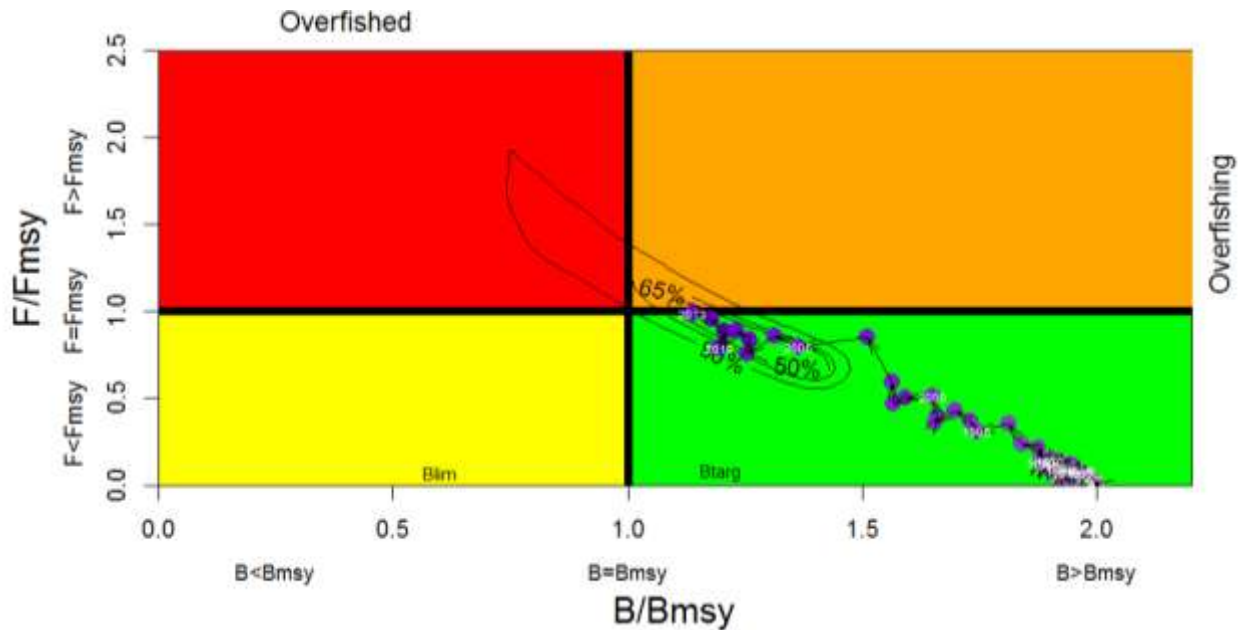 Overfished
2.5
2.0
1.5
1.0
0.5
0.0
F>Fmsy
F=Fmsy
F<Fmsy
F/Fmsy
65%
50%
Blim
Btarg
Overfishing
0.0 0.5 1.0 1.5 2.0
B<Bmsy B=Bmsy B>Bmsy
B/Bmsy